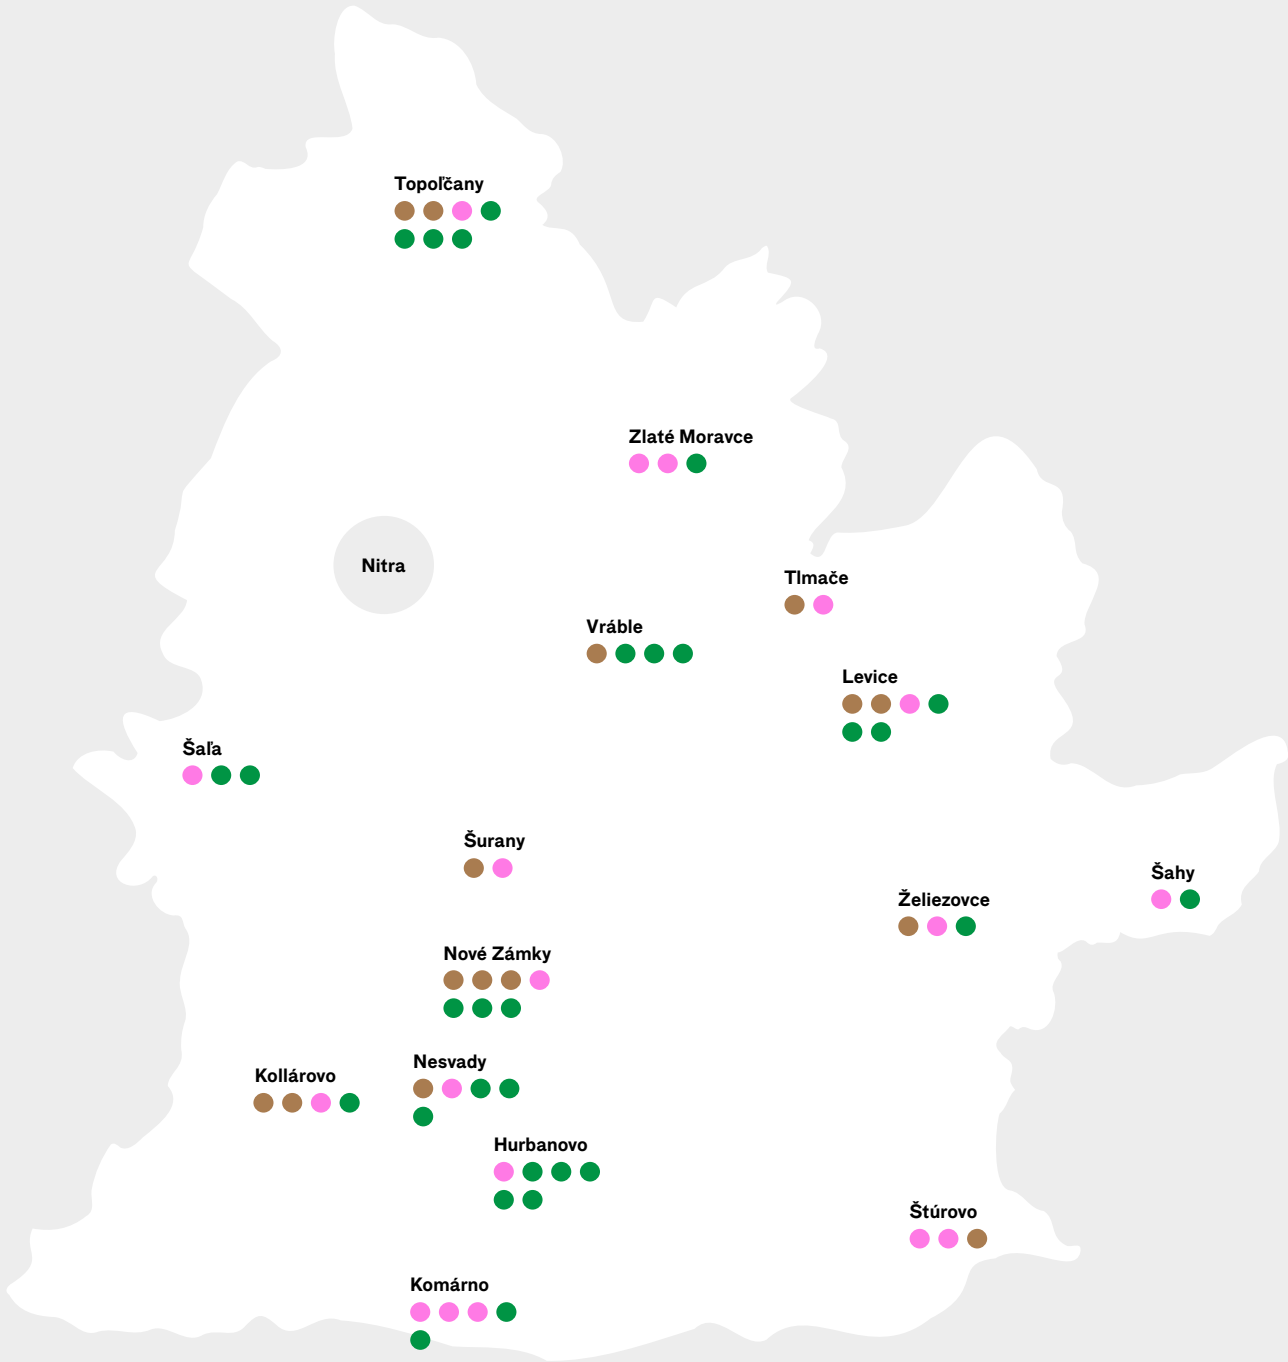 Topoľčany
Zlaté Moravce
Nitra
Tlmače
Vráble
Levice
Šaľa
Šurany
Šahy
Želiezovce
Nové Zámky
Nesvady
Kollárovo
Hurbanovo
Štúrovo
Komárno